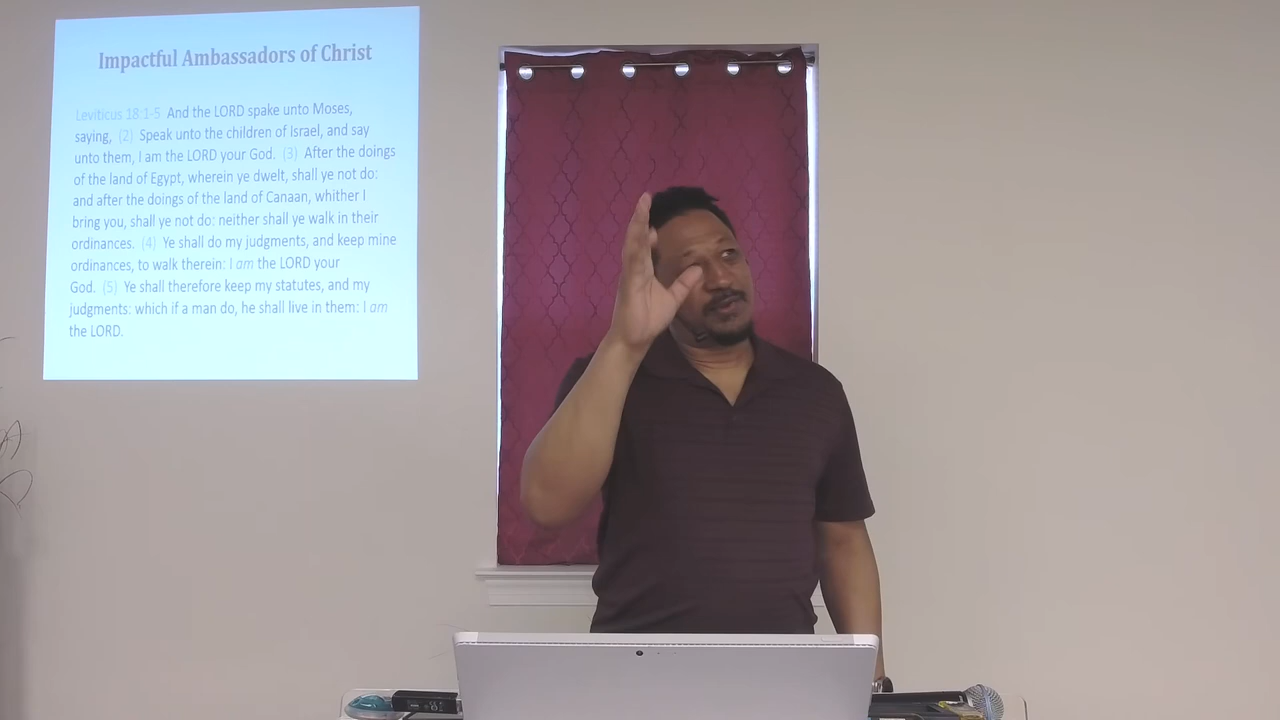 Impactful Ambassadors of Christ
Leviticus 18:1-5 And the LORD spake unto Moses,
saying, (2) Speak unto the children of Israel, and say
unto them, I am the LORD your God. (3) After the doings
of the land of Egypt, wherein ye dwelt, shall ye not do:
and after the doings of the land of Canaan, whither I
bring you, shall ye not do: neither shall ye walk in their
ordinances. (4) Ye shall do my judgments, and keep mine
ordinances, to walk therein: I am the LORD your
God. (5) Ye shall therefore keep my statutes, and my
judgments: which if a man do, he shall live in them: I am
the LORD.